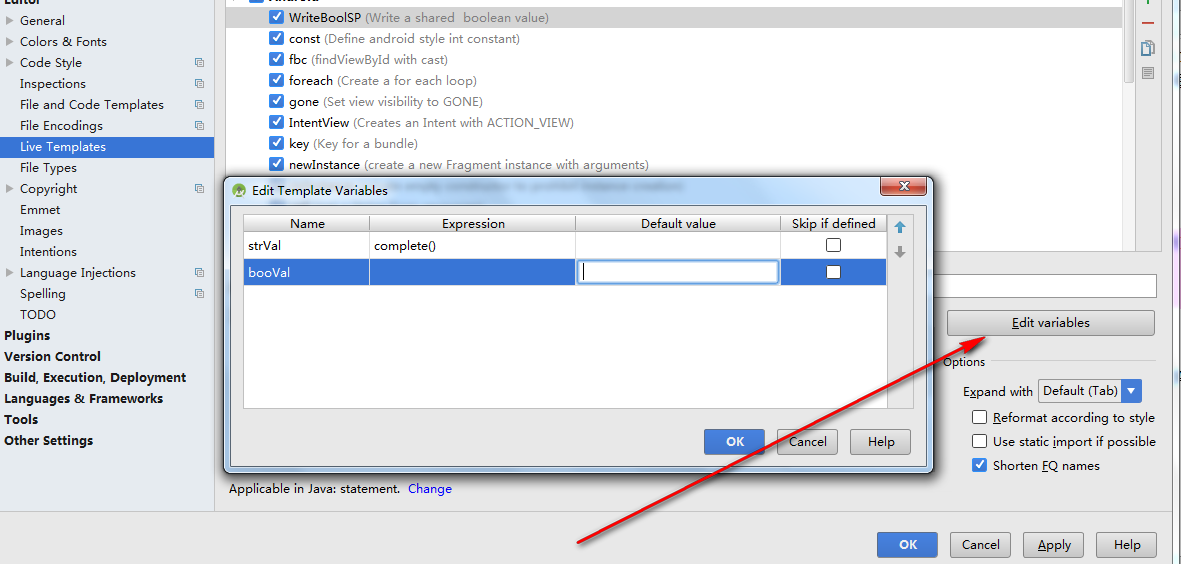 Editor
General
Colors & Fonts
Code Style
Inspections
File and Code Templates
File Encodings
Live Templates
File Types
Copyright
Emmet
Images
Intentions
Language Injections
Spelling
TODO
Plugins
Version Control
Build, Execution, Deployment
Languages & Frameworks
Tools
Other Settings
WriteBoolSP (Write a shared  boolean value)
const (Define android style int constant)
fbc (findViewById with cast)
foreach (Create a for each loop)
gone (Set view visibility to GONE)
IntentView (Creates an Intent with ACTION_VIEW)
key (Key for a bundle)
newInstance (create a new Fragment instance with arguments)
Edit Template Variables
Name Expression Default value Skip if defined
strVal complete()
booVal
OK Cancel Help
Edit variables
Options
Expand with Default (Tab)
Reformat according to style
Use static import if possible
Shorten FQ names
Applicable in Java: statement. Change
OK Cancel Apply Help